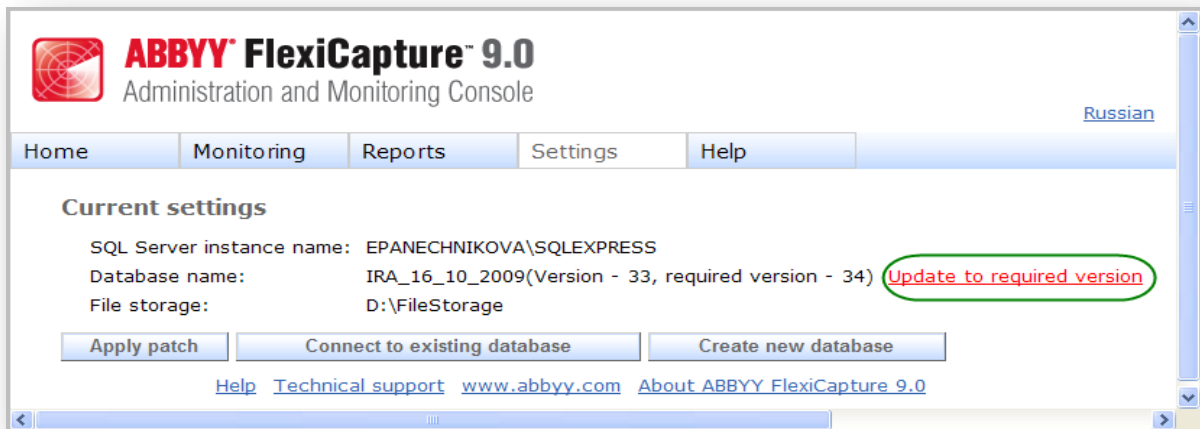 ABBYY® FlexiCapture™ 9.0
Administration and Monitoring Console
Russian
Home Monitoring Reports Settings Help
Current settings
SQL Server instance name: EPANECHNIKOVA\SQLEXPRESS
Database name: IRA_16_10_2009(Version - 33, required version - 34) Update to required version
File storage: D:\FileStorage
Apply patch Connect to existing database Create new database
Help Technical support www.abbyy.com About ABBYY FlexiCapture 9.0